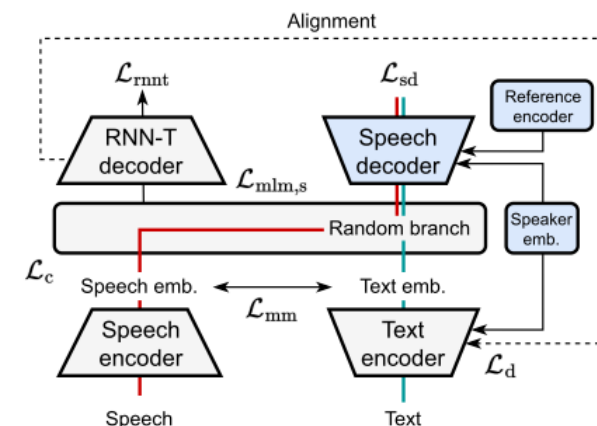 Alignment
ℒrnnt
ℒsd
Reference
encoder
RNN-T
decoder
Speech
decoder
ℒmlm,s
Random branch
Speaker
emb.
ℒc
Speech emb.
ℒmm
Text emb.
Speech
encoder
Text
encoder
ℒd
Speech
Text